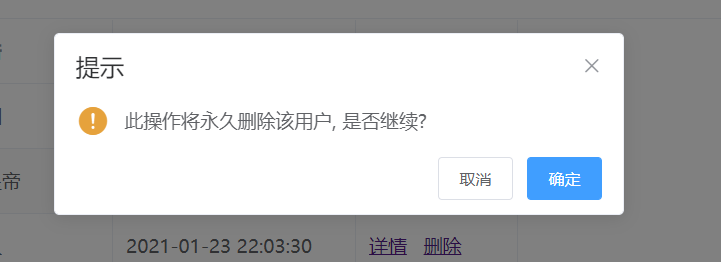 提示
此操作将永久删除该用户, 是否继续?
取消 确定
帝
2021-01-23 22:03:30 详情 删除